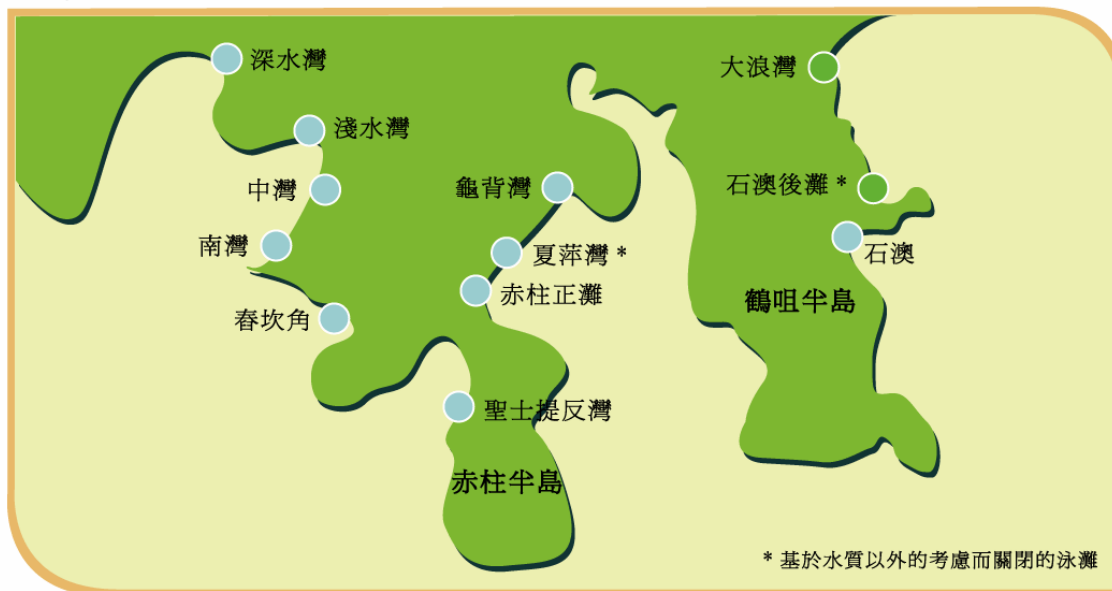 深水灣
大浪灣
淺水灣
中灣
龜背灣
石澳後灘 *
南灣
夏萍灣 *
石澳
赤柱正灘
鶴咀半島
舂坎角
聖士提反灣
赤柱半島
* 基於水質以外的考慮而關閉的泳灘